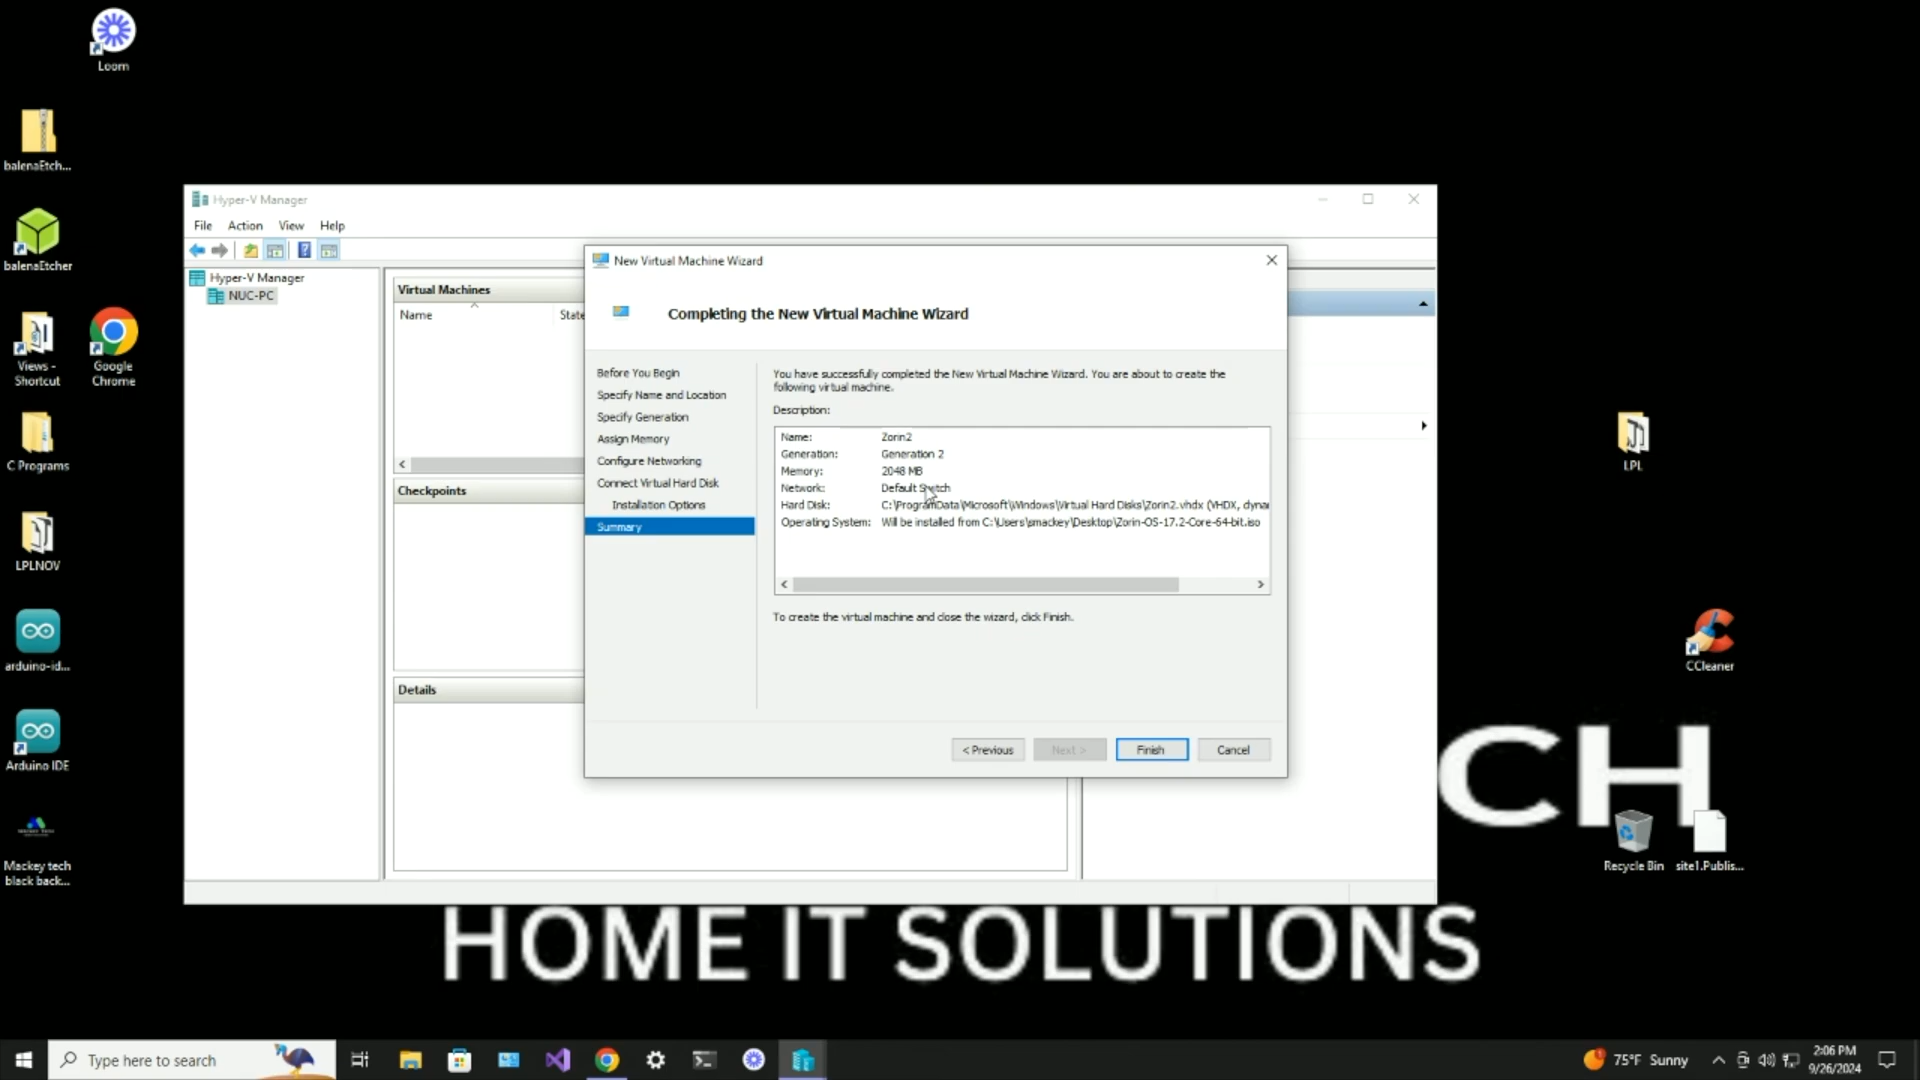 Loom
balenaEtch...
balenaEtcher
Views -
Shortcut
Google
Chrome
C Programs
LPLNOV
arduino-id...
Arduino IDE
Mackey tech
black back...
Hyper-V Manager
File Action View Help
Hyper-V Manager
NUC-PC
Virtual Machines
Name State
Checkpoints
Details
New Virtual Machine Wizard
Completing the New Virtual Machine Wizard
Before You Begin
Specify Name and Location
Specify Generation
Assign Memory
Configure Networking
Connect Virtual Hard Disk
Installation Options
Summary
You have successfully completed the New Virtual Machine Wizard. You are about to create the
following virtual machine.
Description:
Name: Zorin2
Generation: Generation 2
Memory: 2048 MB
Network: Default Switch
Hard Disk: C:\ProgramData\Microsoft\Windows\Virtual Hard Disks\Zorin2.vhdx (VHDX, dynar
Operating System: Will be installed from C:\Users\smackey\Desktop\Zorin-OS-17.2-Core-64-bit.iso
To create the virtual machine and close the wizard, click Finish.
< Previous Next > Finish Cancel
LPL
CCleaner
CH
Recycle Bin
site1.Publis...
HOME IT SOLUTIONS
Type here to search
75°F Sunny
2:06 PM
9/26/2024